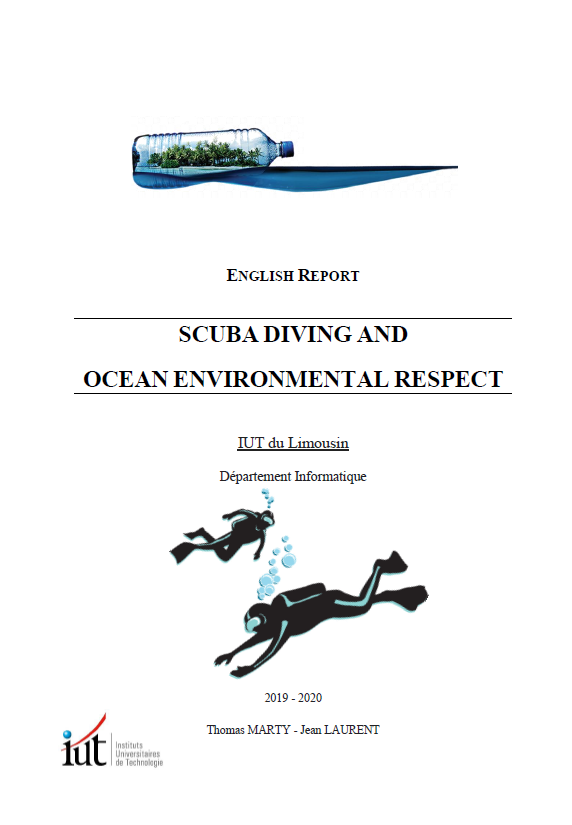 ENGLISH REPORT
SCUBA DIVING AND
OCEAN ENVIRONMENTAL RESPECT
IUT du Limousin
Département Informatique
2019 - 2020
Thomas MARTY - Jean LAURENT
iut
Instituts
Universitaires
de Technologie